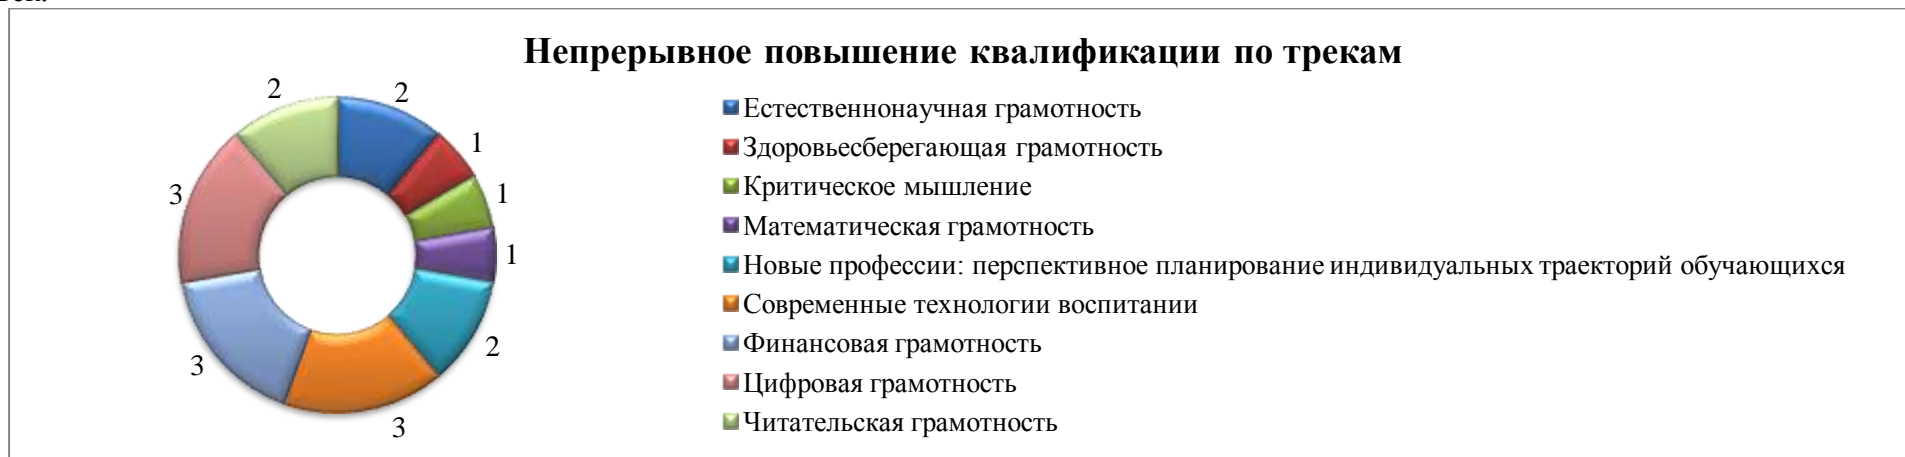 Непрерывное повышение квалификации по трекам
2
2
1
1
1
2
3
3
3
Естественнонаучная грамотность
Здоровьесберегающая грамотность
Критическое мышление
Математическая грамотность
Новые профессии: перспективное планирование индивидуальных траекторий обучающихся
Современные технологии воспитании
Финансовая грамотность
Цифровая грамотность
Читательская грамотность